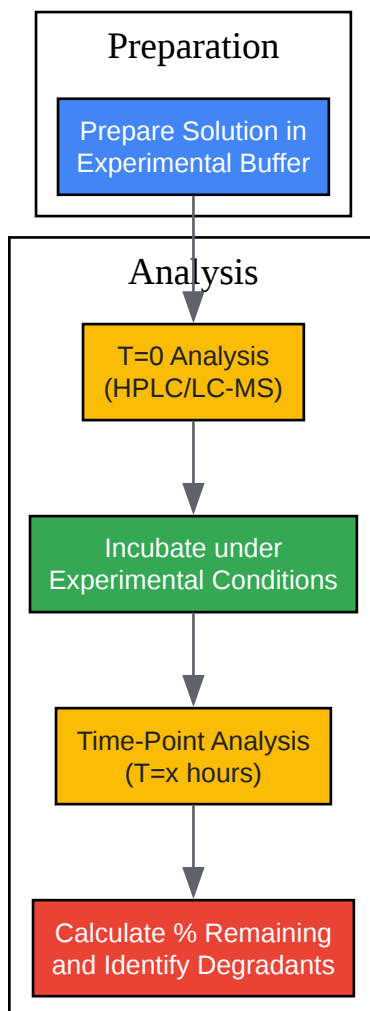 Preparation
Prepare Solution in
Experimental Buffer
Analysis
T=0 Analysis
(HPLC/LC-MS)
Incubate under
Experimental Conditions
Time-Point Analysis
(T=x hours)
Calculate % Remaining
and Identify Degradants